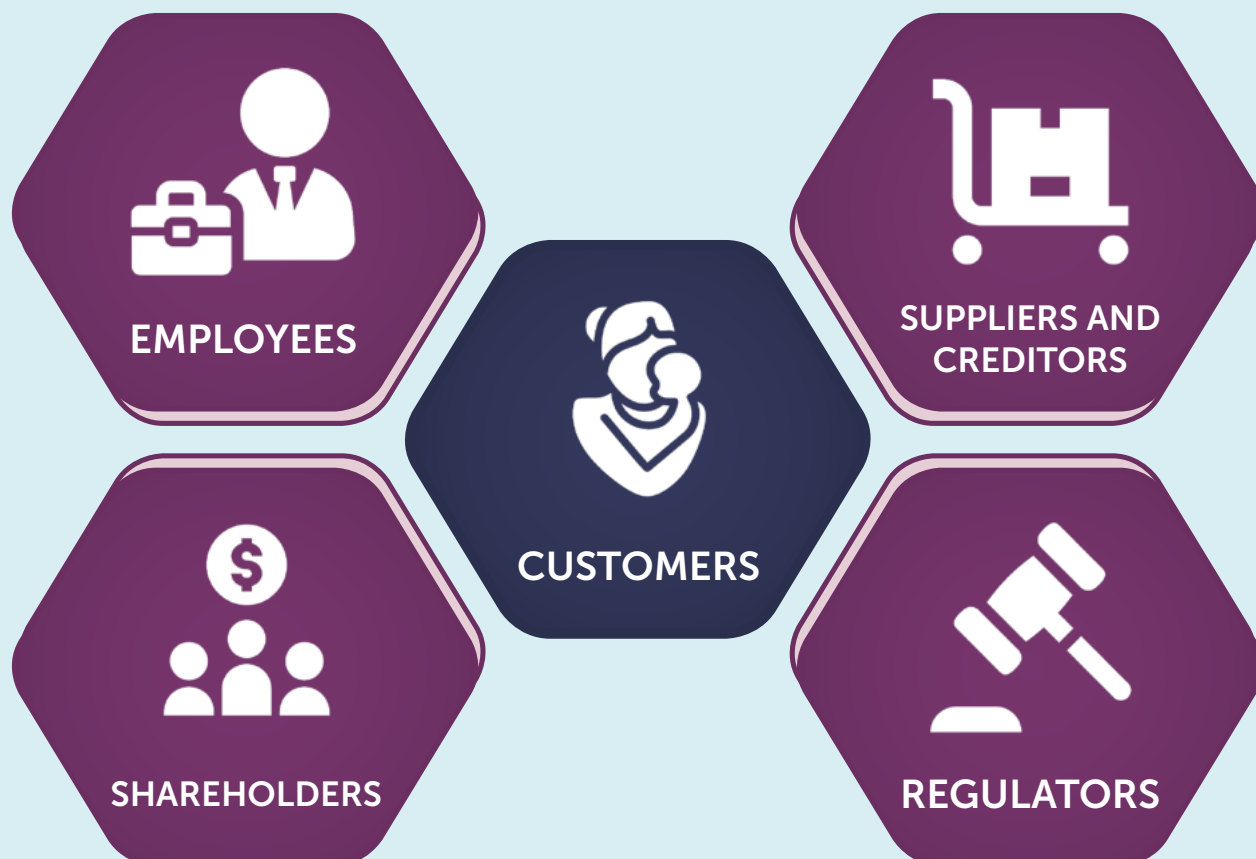 EMPLOYEES
SUPPLIERS AND
CREDITORS
CUSTOMERS
$
SHAREHOLDERS
REGULATORS